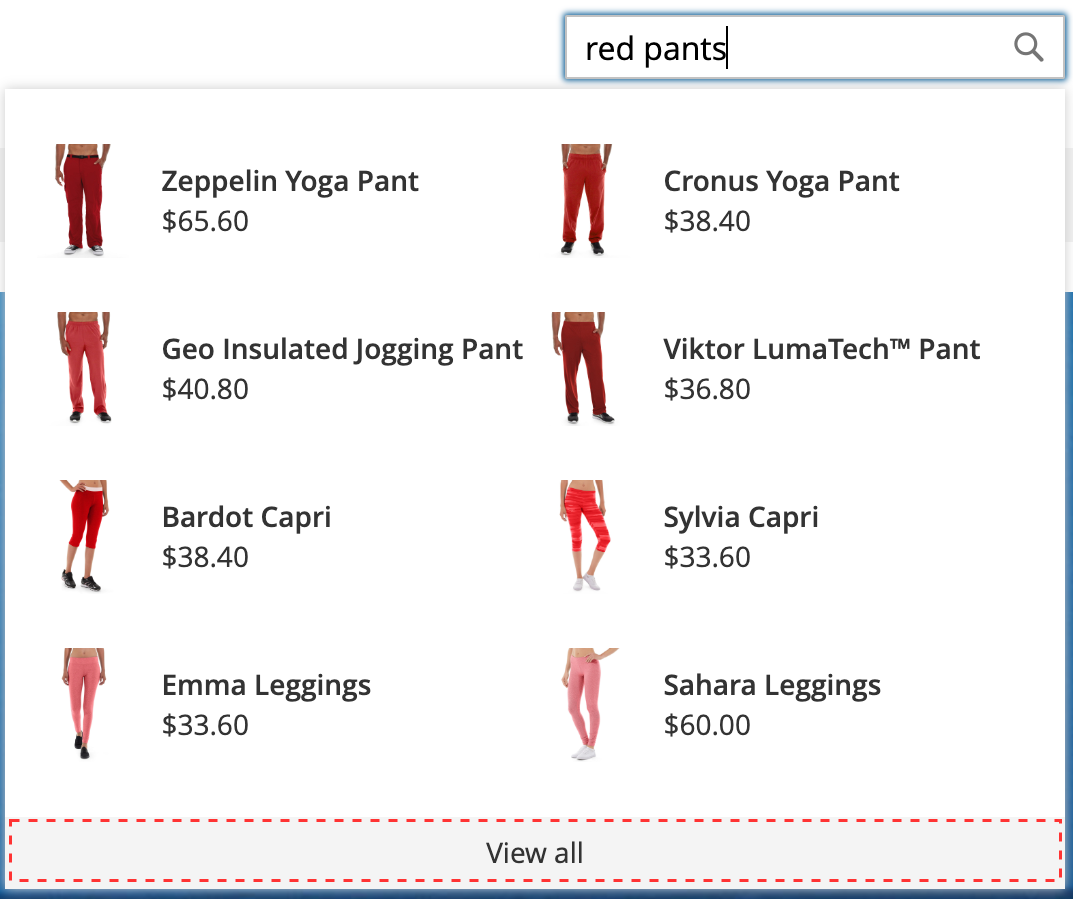 red pants
Zeppelin Yoga Pant
$65.60
Cronus Yoga Pant
$38.40
Geo Insulated Jogging Pant
$40.80
Viktor LumaTech™ Pant
$36.80
Bardot Capri
$38.40
Sylvia Capri
$33.60
Emma Leggings
$33.60
Sahara Leggings
$60.00
View all